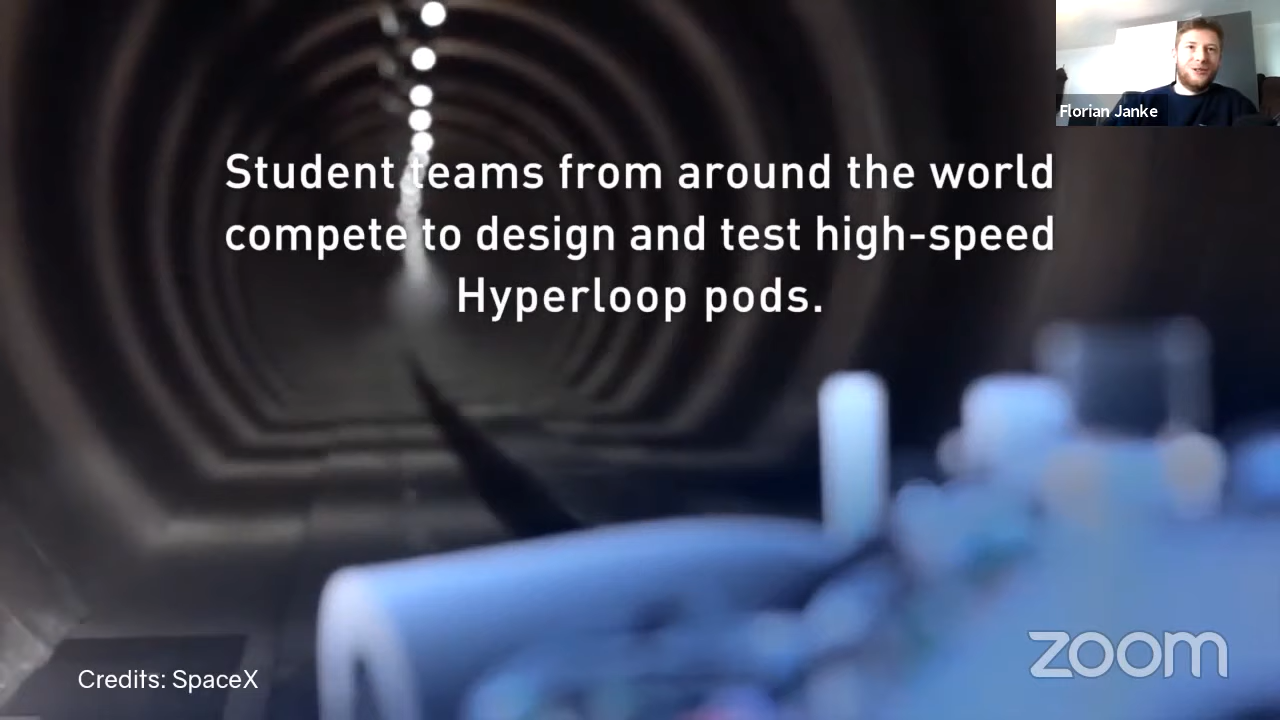 Student teams from around the world
compete to design and test high-speed
Hyperloop pods.
Florian Janke
Credits: SpaceX
zoom